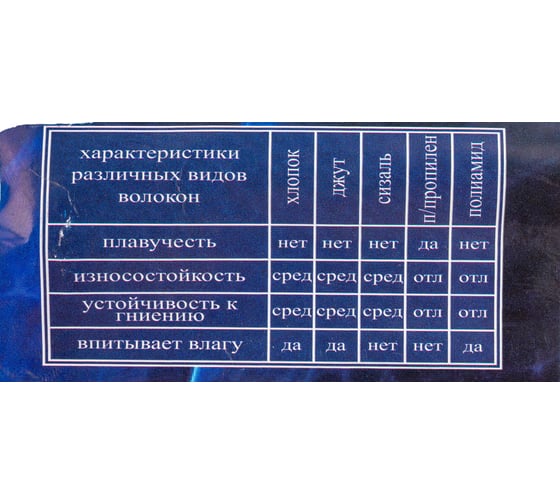 характеристики
различных видов
волокон
хлопок
джут
сизаль
п/пропилен
полиамид
плавучесть нет нет нет да нет
износостойкость сред сред сред отл отл
устойчивость к
гниению сред сред сред отл отл
впитывает влагу да да нет нет да